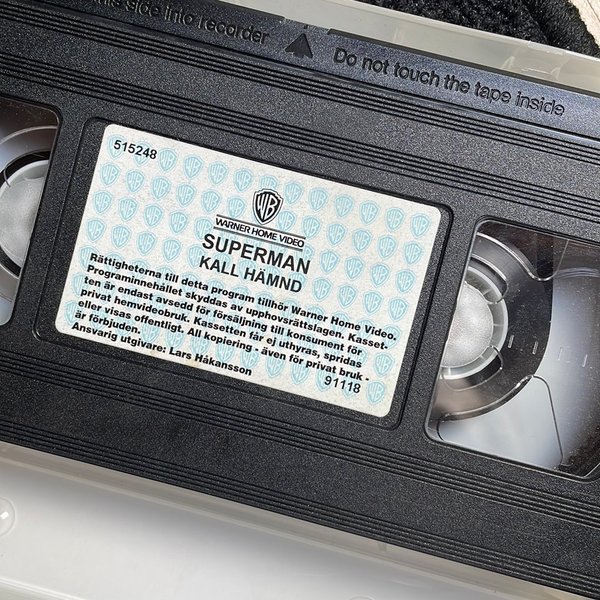 this side into recorder
Do not touch the tape inside
515248
WB
WARNER HOME VIDEO
SUPERMAN
KALL HÄMND
Rättigheterna till detta program tillhör Warner Home Video.
Programinnehållet skyddas av upphovsrättslagen. Kasset-
ten är endast avsedd för försäljning till konsument för
privat hemvideobruk. Kassetten får ej uthyras, spridas
eller visas offentligt. All kopiering - även för privat bruk -
är förbjuden.
Ansvarig utgivare: Lars Håkansson
91118